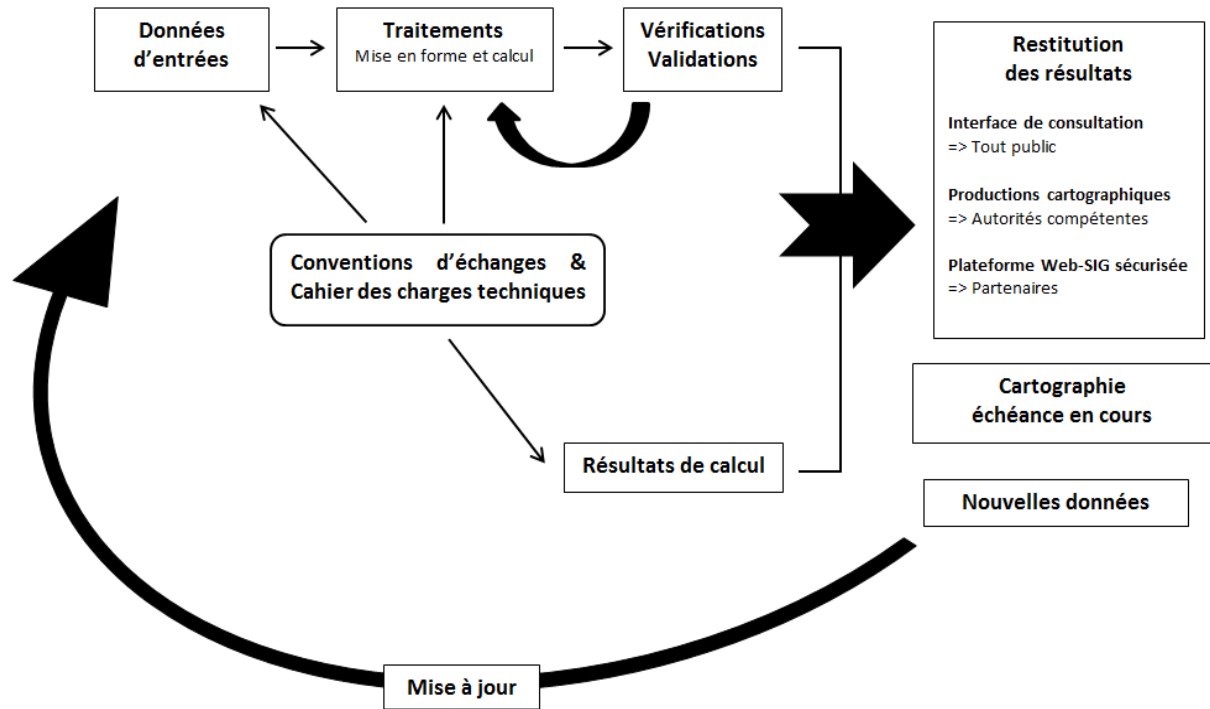 Données
d’entrées
Traitements
Mise en forme et calcul
Vérifications
Validations
Restitution
des résultats
Interface de consultation
=> Tout public
Productions cartographiques
=> Autorités compétentes
Plateforme Web-SIG sécurisée
=> Partenaires
Conventions d’échanges &
Cahier des charges techniques
Cartographie
échéance en cours
Résultats de calcul
Nouvelles données
Mise à jour